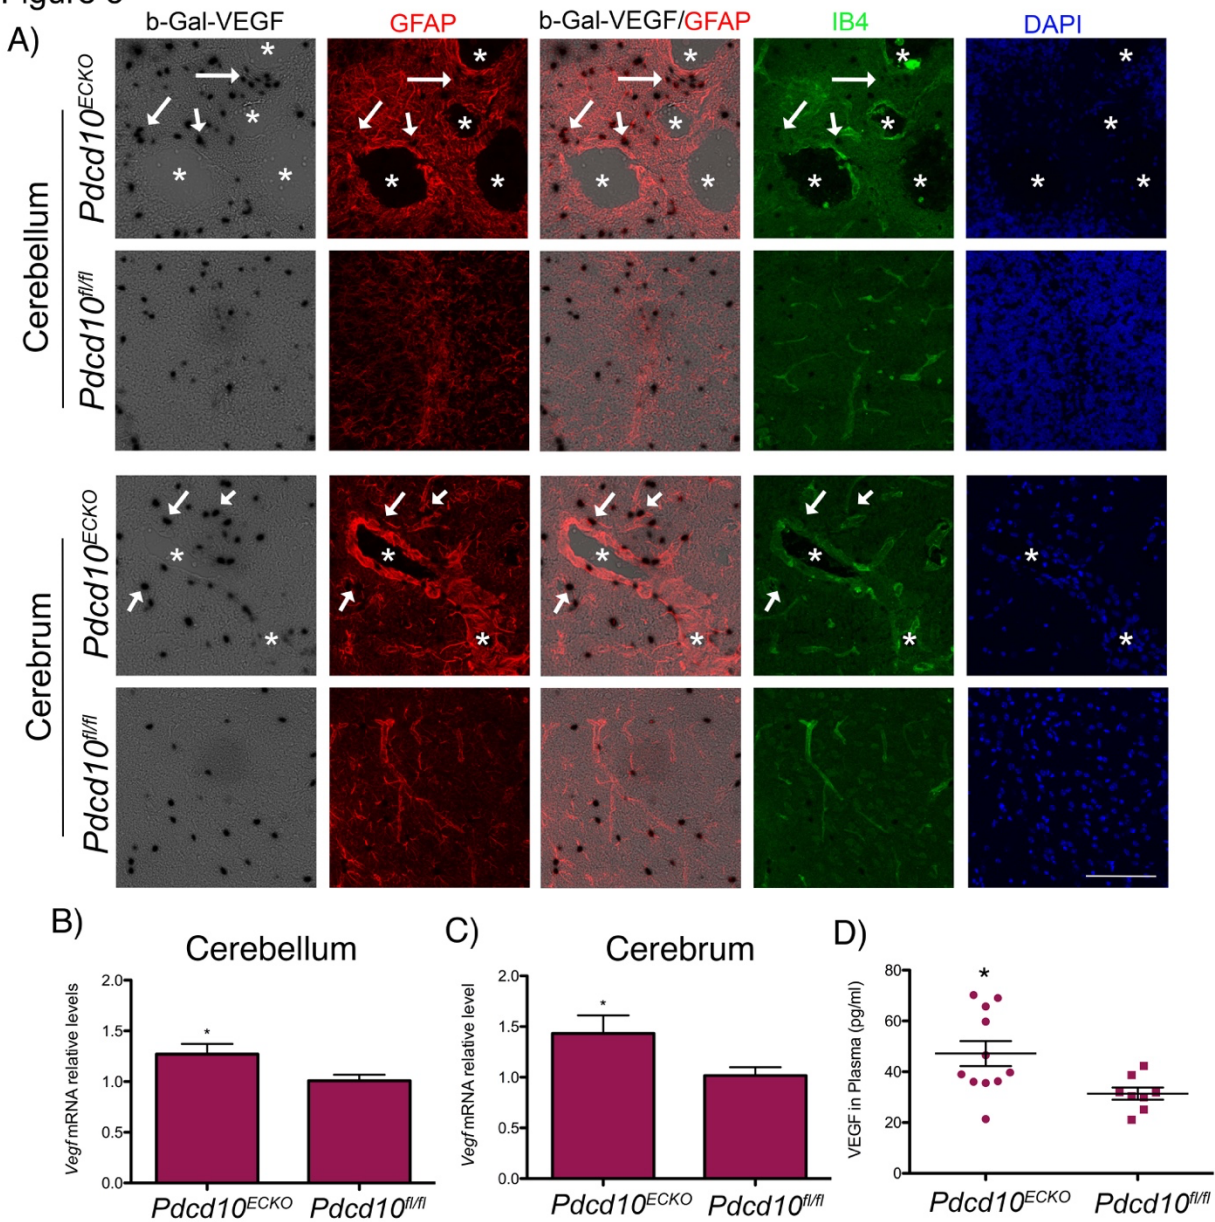 A)
b-Gal-VEGF GFAP b-Gal-VEGF/GFAP IB4 DAPI
Cerebellum
Pdcd10ECKO
* * * *
* * * *
* * * *
* * * *
* * * *
Pdcd10fl/fl
Cerebrum
Pdcd10ECKO
* *
* *
* *
* *
* *
Pdcd10fl/fl
B)
Cerebellum
Vegf mRNA relative levels
2.0
1.5
1.0
0.5
0.0
*
Pdcd10ECKO Pdcd10fl/fl
C)
Cerebrum
Vegf mRNA relative level
2.0
1.5
1.0
0.5
0.0
*
Pdcd10ECKO Pdcd10fl/fl
D)
VEGF in Plasma (pg/ml)
80
60
40
20
0
*
Pdcd10ECKO Pdcd10fl/fl